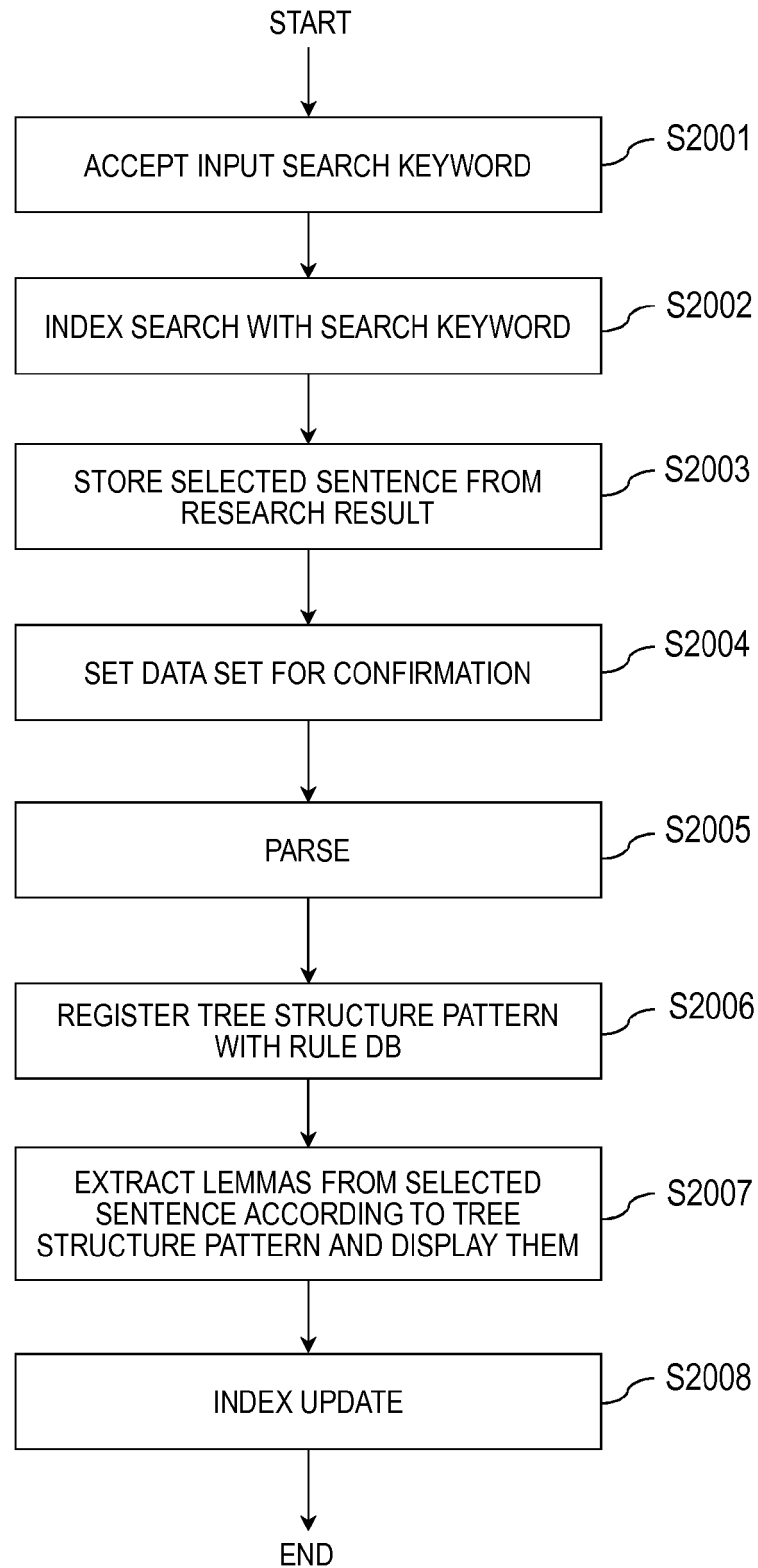 START
ACCEPT INPUT SEARCH KEYWORD
S2001
INDEX SEARCH WITH SEARCH KEYWORD
S2002
STORE SELECTED SENTENCE FROM
RESEARCH RESULT
S2003
SET DATA SET FOR CONFIRMATION
S2004
PARSE
S2005
REGISTER TREE STRUCTURE PATTERN
WITH RULE DB
S2006
EXTRACT LEMMAS FROM SELECTED
SENTENCE ACCORDING TO TREE
STRUCTURE PATTERN AND DISPLAY THEM
S2007
INDEX UPDATE
S2008
END